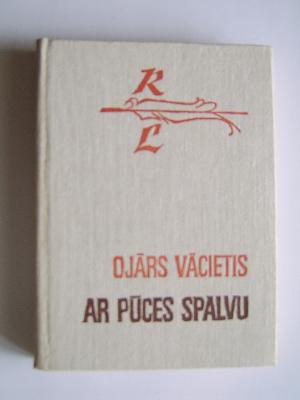 R
L
OJĀRS VĀCIETIS
AR PŪCES SPALVU